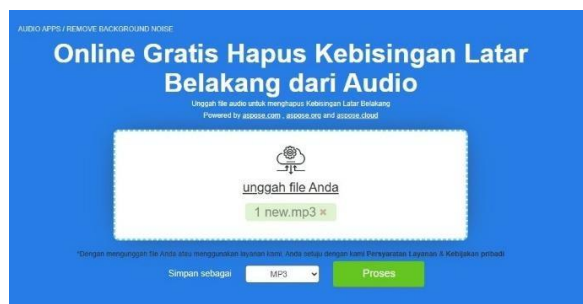 AUDIO APPS / REMOVE BACKGROUND NOISE
Online Gratis Hapus Kebisingan Latar
Belakang dari Audio
Unggah file audio untuk menghapus Kebisingan Latar Belakang
Powered by aspose.com , aspose.org and aspose.cloud
unggah file Anda
1 new.mp3 ×
*Dengan mengunggah file Anda atau menggunakan layanan kami, Anda setuju dengan kami Persyaratan Layanan & Kebijakan pribadi
Simpan sebagai MP3 Proses